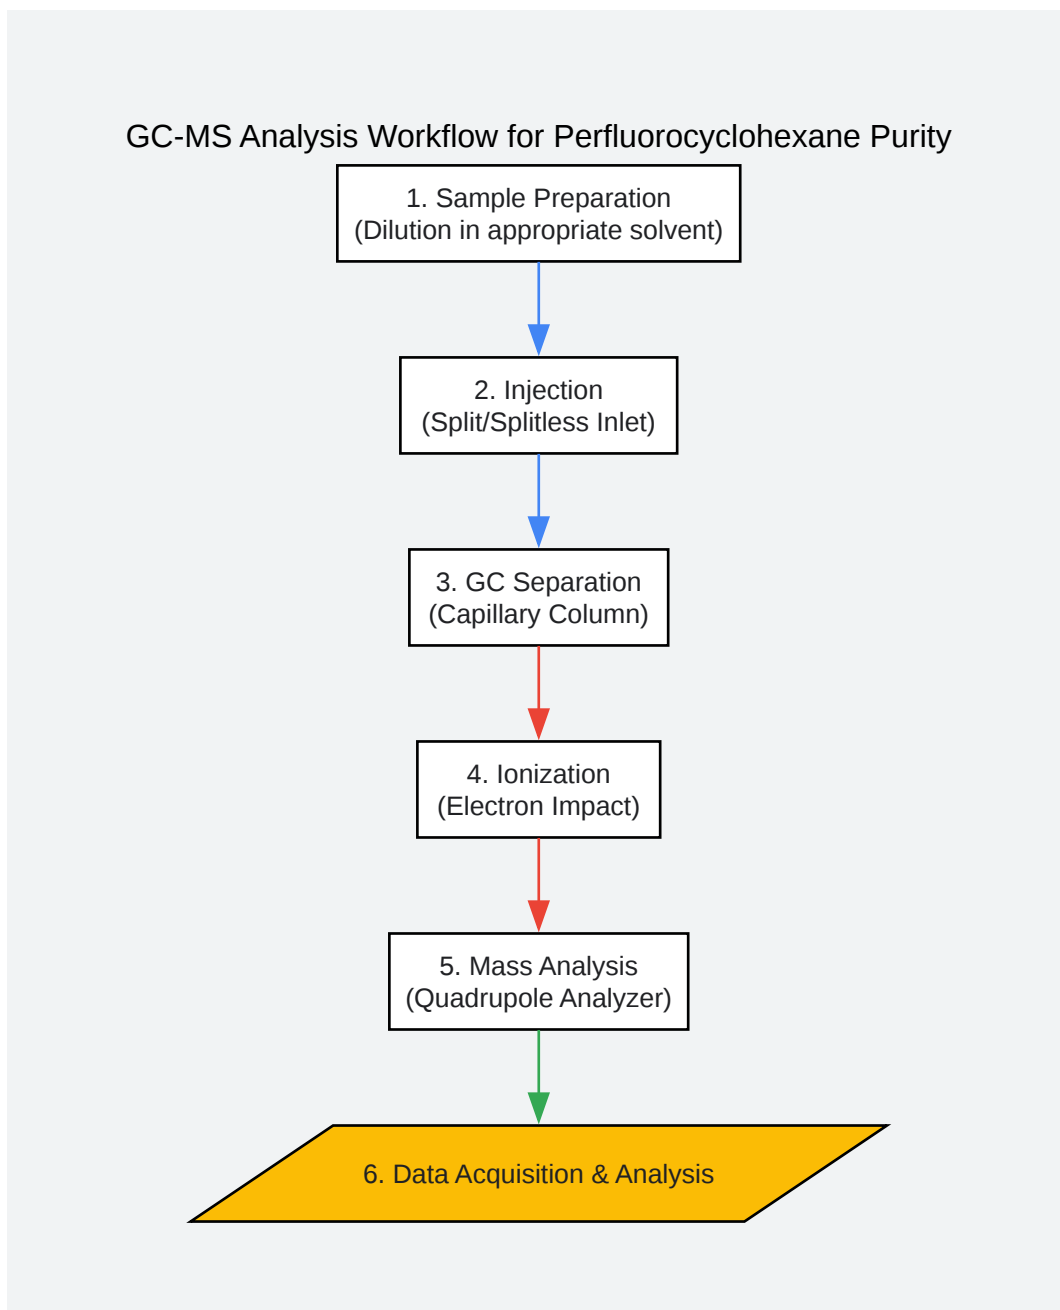 GC-MS Analysis Workflow for Perfluorocyclohexane Purity
1. Sample Preparation
(Dilution in appropriate solvent)
2. Injection
(Split/Splitless Inlet)
3. GC Separation
(Capillary Column)
4. Ionization
(Electron Impact)
5. Mass Analysis
(Quadrupole Analyzer)
6. Data Acquisition & Analysis